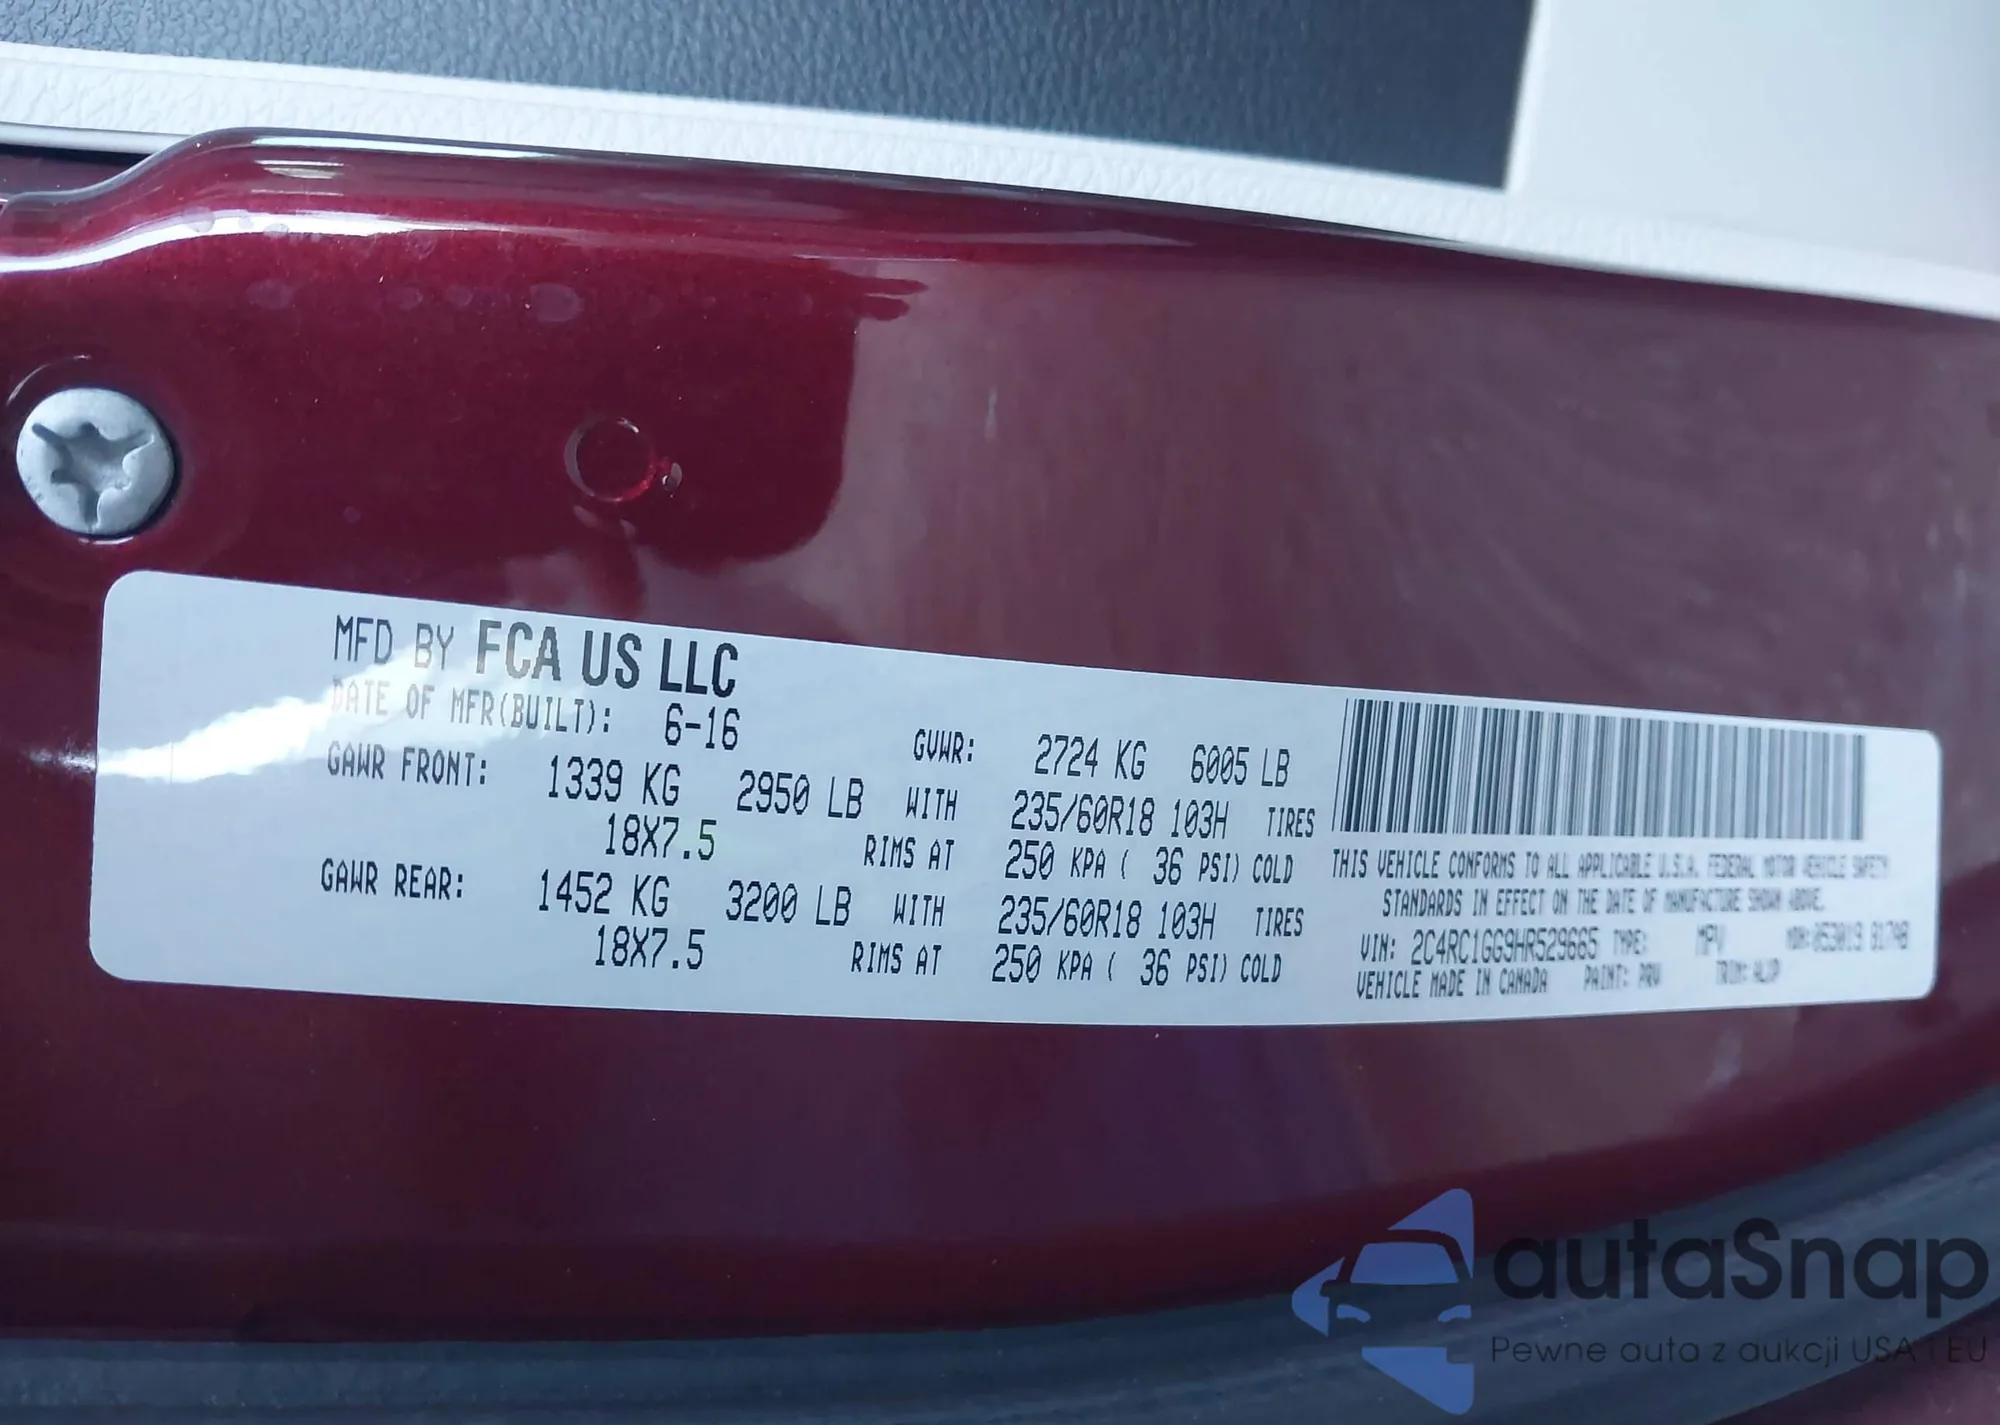 MFD BY FCA US LLC
DATE OF MFR(BUILT): 6-16 GVWR: 2724 KG 6005 LB
GAWR FRONT: 1339 KG 2950 LB WITH 235/60R18 103H TIRES
18X7.5 RIMS AT 250 KPA ( 36 PSI) COLD
GAWR REAR: 1452 KG 3200 LB WITH 235/60R18 103H TIRES
18X7.5 RIMS AT 250 KPA ( 36 PSI) COLD
THIS VEHICLE CONFORMS TO ALL APPLICABLE U.S.A. FEDERAL MOTOR VEHICLE SAFETY
STANDARDS IN EFFECT ON THE DATE OF MANUFACTURE SHOWN ABOVE.
VIN: 2C4RC1GG9HR529665 TYPE: MPV MDH:
VEHICLE MADE IN CANADA PAINT: PRV TRIM:
autaSnap
Pewne auta z aukcji USA i EU